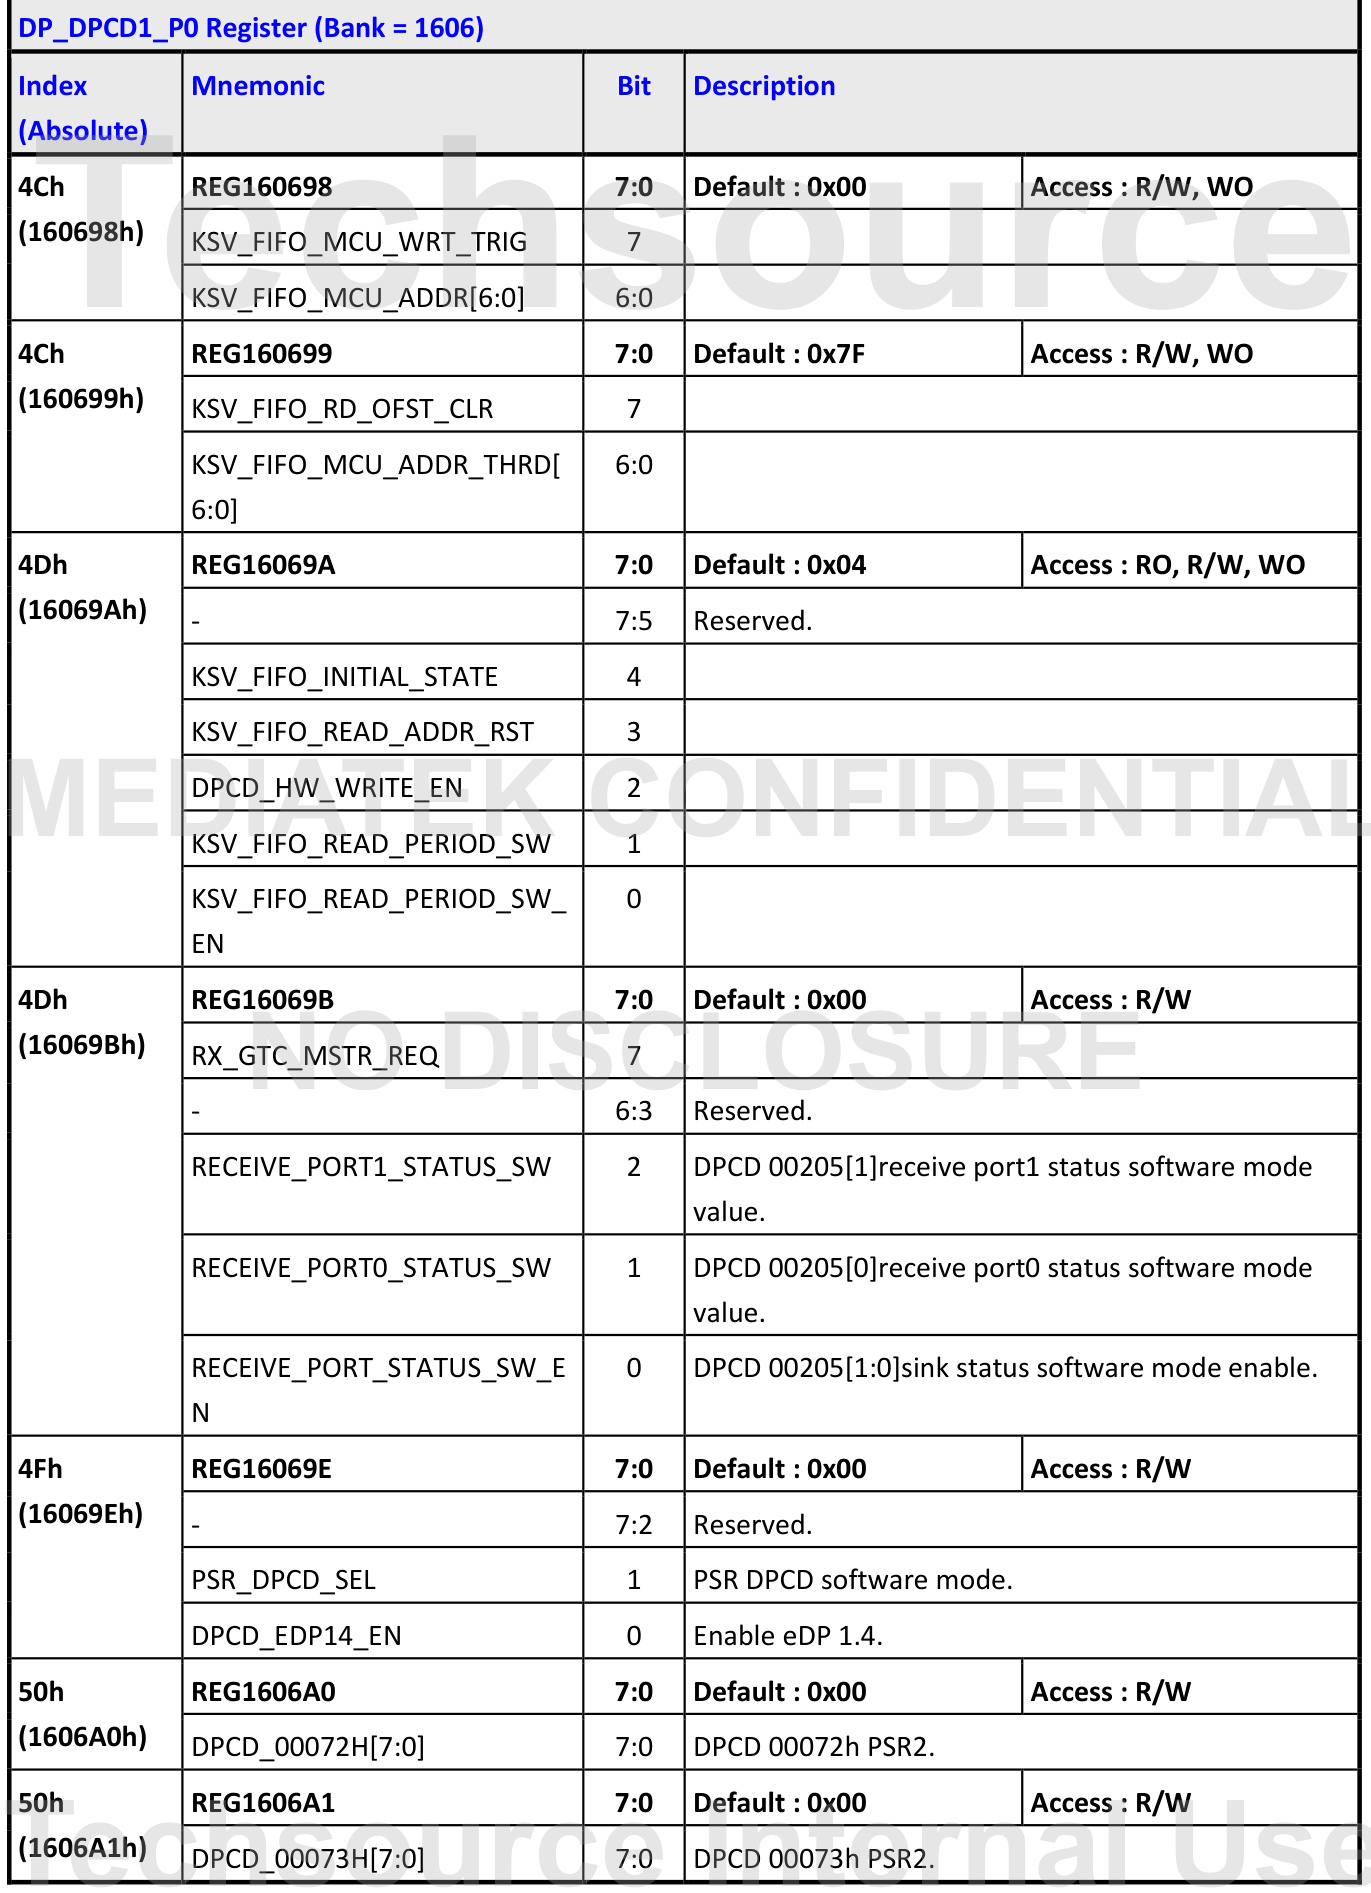 DP_DPCD1_P0 Register (Bank = 1606)
Index (Absolute) Mnemonic Bit Description
4Ch (160698h) REG160698 7:0 Default : 0x00 Access : R/W, WO
KSV_FIFO_MCU_WRT_TRIG 7
KSV_FIFO_MCU_ADDR[6:0] 6:0
4Ch (160699h) REG160699 7:0 Default : 0x7F Access : R/W, WO
KSV_FIFO_RD_OFST_CLR 7
KSV_FIFO_MCU_ADDR_THRD[ 6:0
6:0]
4Dh (16069Ah) REG16069A 7:0 Default : 0x04 Access : RO, R/W, WO
- 7:5 Reserved.
KSV_FIFO_INITIAL_STATE 4
KSV_FIFO_READ_ADDR_RST 3
DPCD_HW_WRITE_EN 2
KSV_FIFO_READ_PERIOD_SW 1
KSV_FIFO_READ_PERIOD_SW_ 0
EN
4Dh (16069Bh) REG16069B 7:0 Default : 0x00 Access : R/W
RX_GTC_MSTR_REQ 7
- 6:3 Reserved.
RECEIVE_PORT1_STATUS_SW 2 DPCD 00205[1]receive port1 status software mode
value.
RECEIVE_PORT0_STATUS_SW 1 DPCD 00205[0]receive port0 status software mode
value.
RECEIVE_PORT_STATUS_SW_E 0 DPCD 00205[1:0]sink status software mode enable.
N
4Fh (16069Eh) REG16069E 7:0 Default : 0x00 Access : R/W
- 7:2 Reserved.
PSR_DPCD_SEL 1 PSR DPCD software mode.
DPCD_EDP14_EN 0 Enable eDP 1.4.
50h (1606A0h) REG1606A0 7:0 Default : 0x00 Access : R/W
DPCD_00072H[7:0] 7:0 DPCD 00072h PSR2.
50h (1606A1h) REG1606A1 7:0 Default : 0x00 Access : R/W
DPCD_00073H[7:0] 7:0 DPCD 00073h PSR2.
Techsource
MEDIATEK CONFIDENTIAL
NO DISCLOSURE
Techsource Internal Use